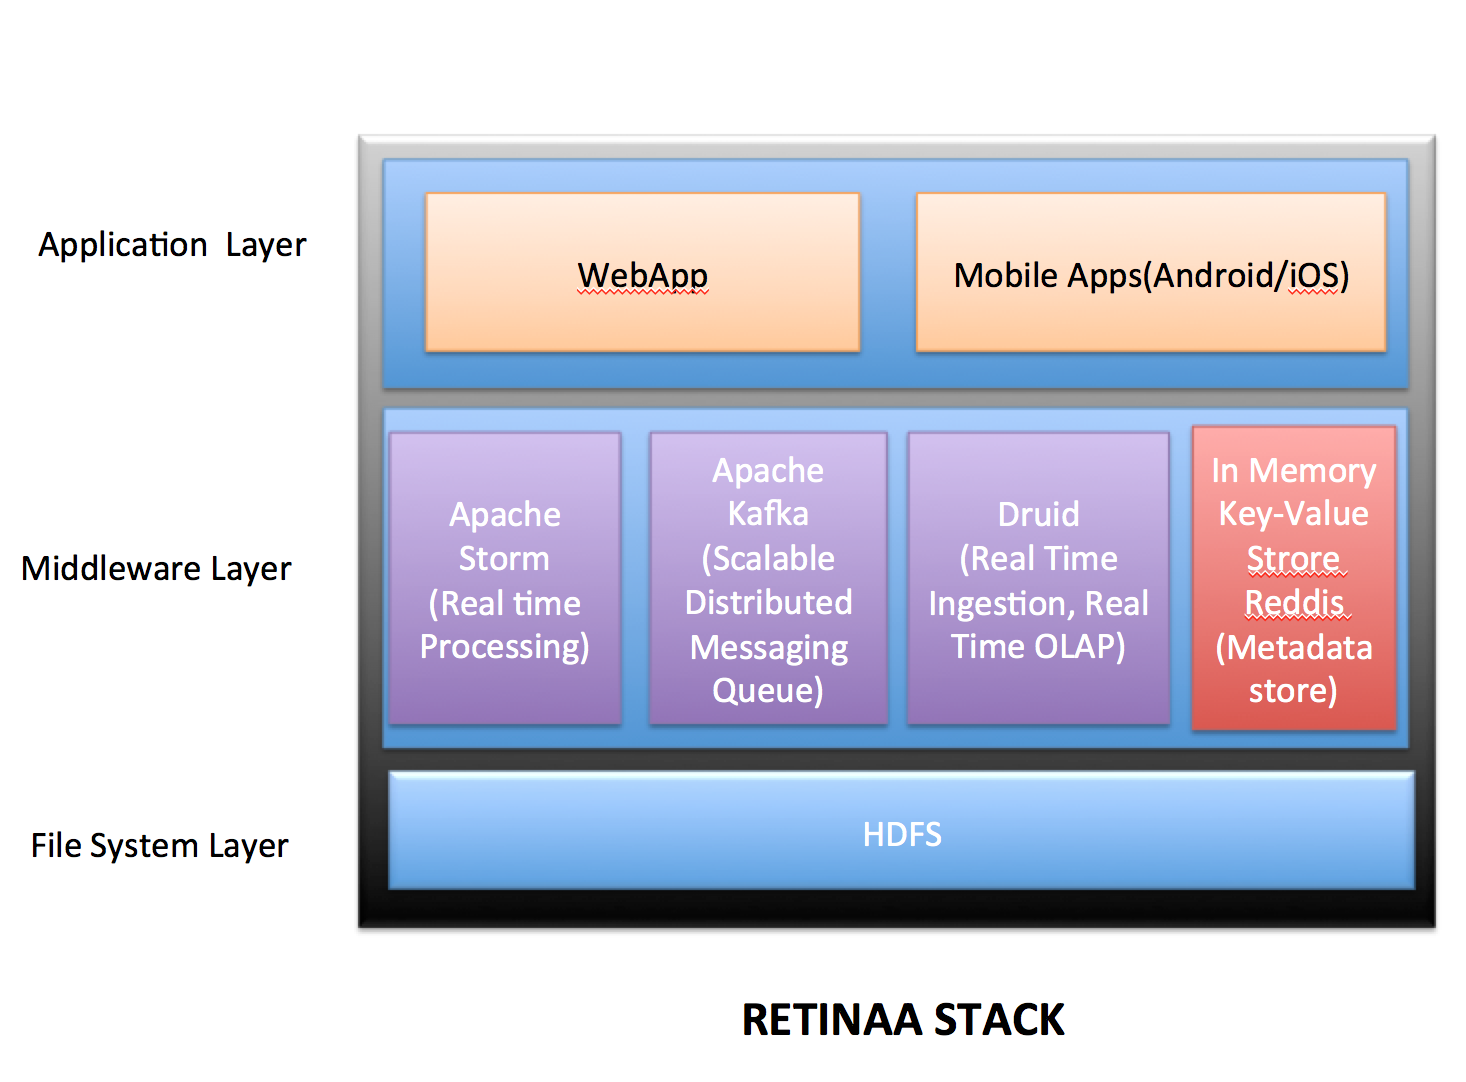 Application  Layer
WebApp
Mobile Apps(Android/iOS)
Middleware Layer
Apache
Storm
(Real time
Processing)
Apache
Kafka
(Scalable
Distributed
Messaging
Queue)
Druid
(Real Time
Ingestion, Real
Time OLAP)
In Memory
Key-Value
Strore
Reddis
(Metadata
store)
File System Layer
HDFS
RETINAA STACK